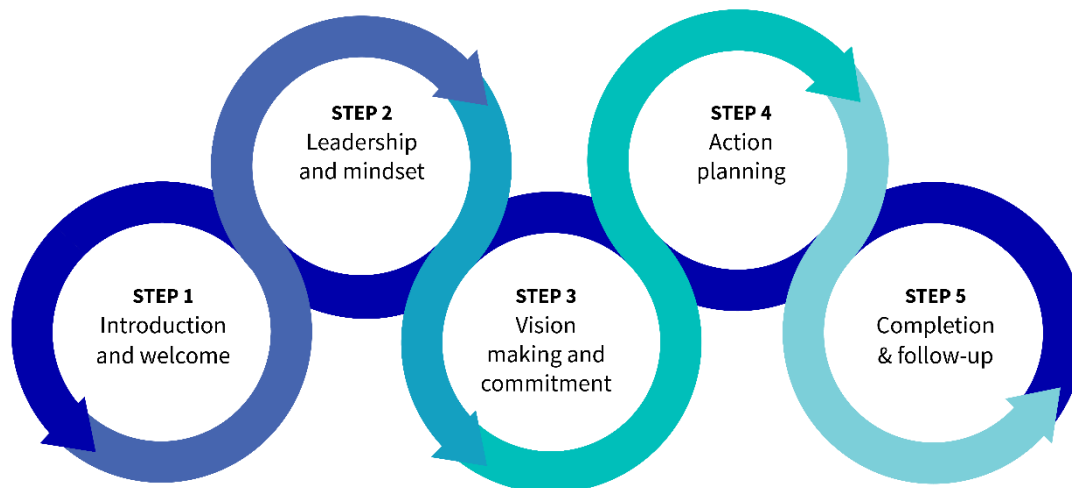 STEP 1
Introduction
and welcome
STEP 2
Leadership
and mindset
STEP 3
Vision
making and
commitment
STEP 4
Action
planning
STEP 5
Completion
& follow-up